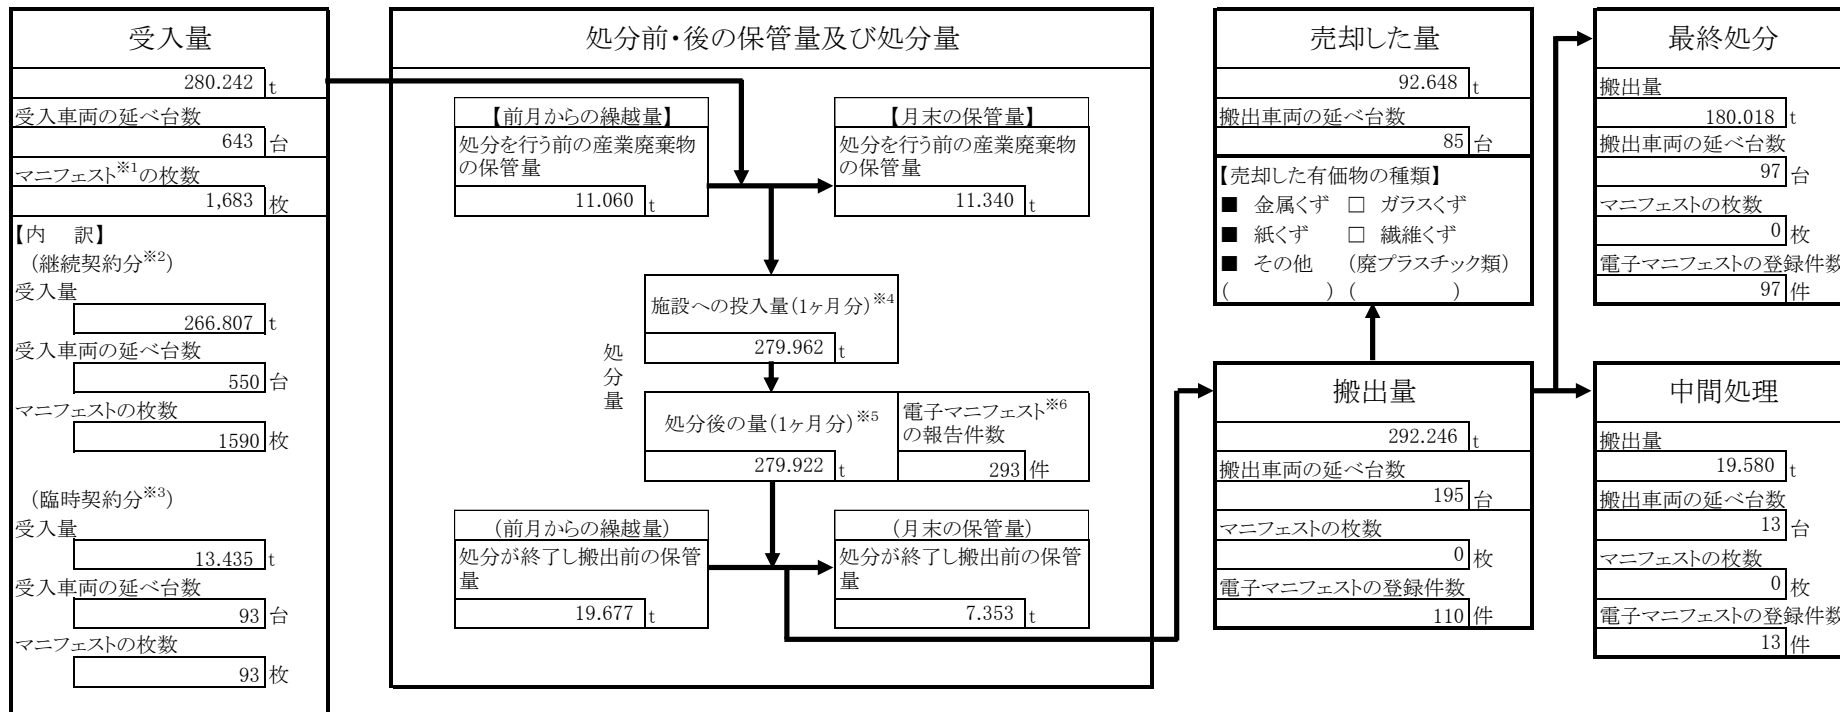 受入量
280.242 t
受入車両の延べ台数
643 台
マニフェスト※1の枚数
1,683 枚
【内　訳】
(継続契約分※2)
受入量
266.807 t
受入車両の延べ台数
550 台
マニフェストの枚数
1590 枚
(臨時契約分※3)
受入量
13.435 t
受入車両の延べ台数
93 台
マニフェストの枚数
93 枚
処分前・後の保管量及び処分量
【前月からの繰越量】
処分を行う前の産業廃棄物
の保管量
11.060 t
【月末の保管量】
処分を行う前の産業廃棄物
の保管量
11.340 t
処分量
施設への投入量(1ヶ月分)※4
279.962 t
処分後の量(1ヶ月分)※5
279.922 t
電子マニフェスト※6
の報告件数
293 件
(前月からの繰越量)
処分が終了し搬出前の保管
量
19.677 t
(月末の保管量)
処分が終了し搬出前の保管
量
7.353 t
売却した量
92.648 t
搬出車両の延べ台数
85 台
【売却した有価物の種類】
■ 金属くず □ ガラスくず
■ 紙くず □ 繊維くず
■ その他 (廃プラスチック類)
(　　　　) (　　　　)
搬出量
292.246 t
搬出車両の延べ台数
195 台
マニフェストの枚数
0 枚
電子マニフェストの登録件数
110 件
最終処分
搬出量
180.018 t
搬出車両の延べ台数
97 台
マニフェストの枚数
0 枚
電子マニフェストの登録件数
97 件
中間処理
搬出量
19.580 t
搬出車両の延べ台数
13 台
マニフェストの枚数
0 枚
電子マニフェストの登録件数
13 件